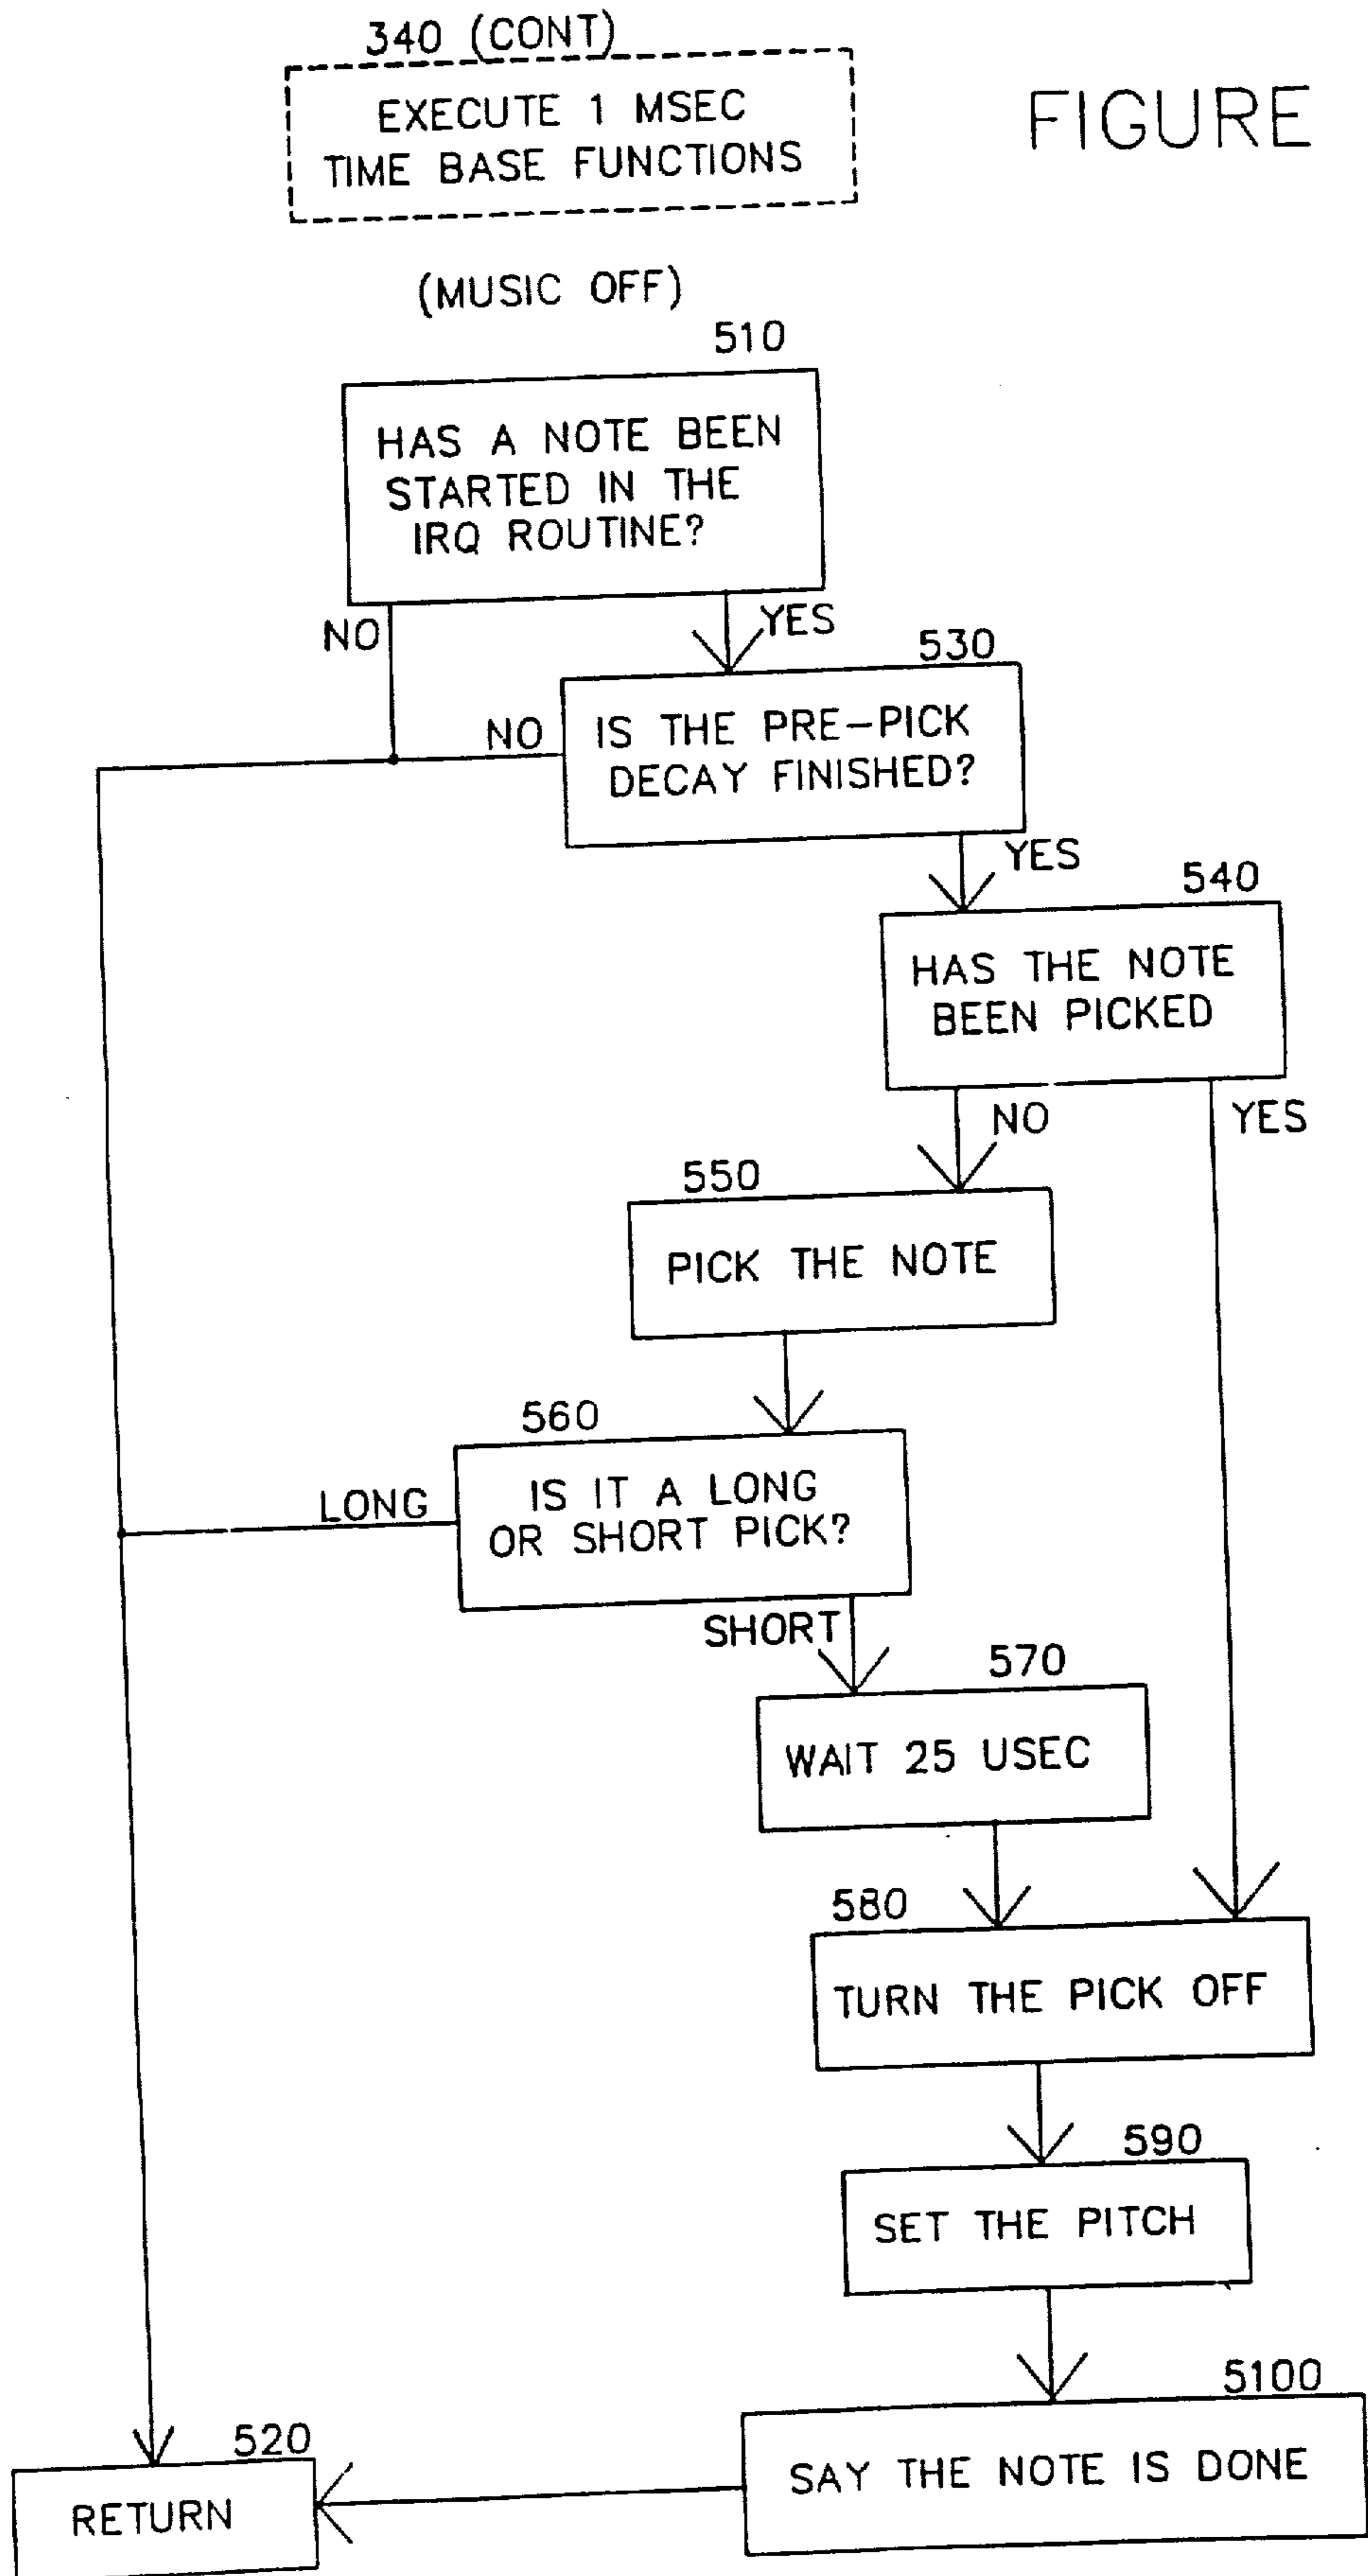 340 (CONT)
EXECUTE 1 MSEC
TIME BASE FUNCTIONS
FIGURE
(MUSIC OFF)
510
HAS A NOTE BEEN
STARTED IN THE
IRQ ROUTINE?
NO
YES
530
NO
IS THE PRE-PICK
DECAY FINISHED?
YES
540
HAS THE NOTE
BEEN PICKED
NO
YES
550
PICK THE NOTE
560
LONG
IS IT A LONG
OR SHORT PICK?
SHORT
570
WAIT 25 USEC
580
TURN THE PICK OFF
590
SET THE PITCH
5100
SAY THE NOTE IS DONE
520
RETURN